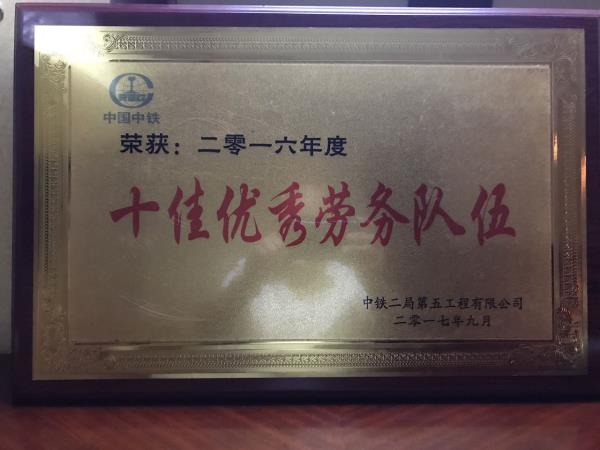 中国中铁
荣获：二零一六年度
十佳优秀劳务队伍
中铁二局第五工程有限公司
二零一七年九月